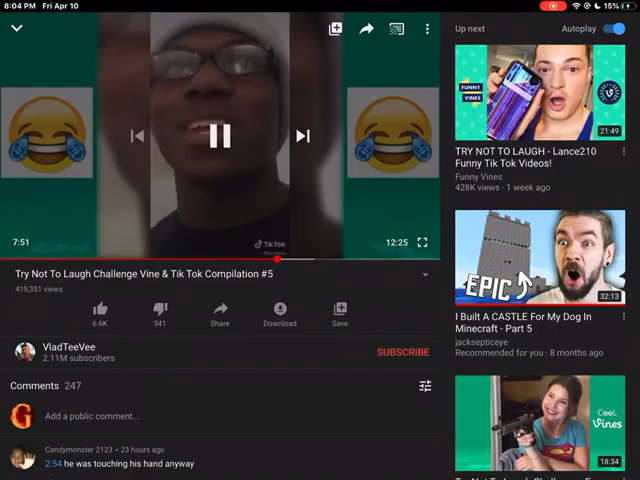 8:04 PM Fri Apr 10
15%
7:51
12:25
TikTok
Try Not To Laugh Challenge Vine & Tik Tok Compilation #5
419,351 views
6.6K
341
Share
Download
Save
VladTeeVee
2.11M subscribers
SUBSCRIBE
Comments 247
Add a public comment...
Candymonster 2123 • 23 hours ago
2:54 he was touching his hand anyway
Up next
Autoplay
FUNNY
VINES
21:49
TRY NOT TO LAUGH - Lance210
Funny Tik Tok Videos!
Funny Vines
428K views · 1 week ago
EPIC
32:13
I Built A CASTLE For My Dog In
Minecraft - Part 5
jacksepticeye
Recommended for you · 8 months ago
COOL
Vines
18:34